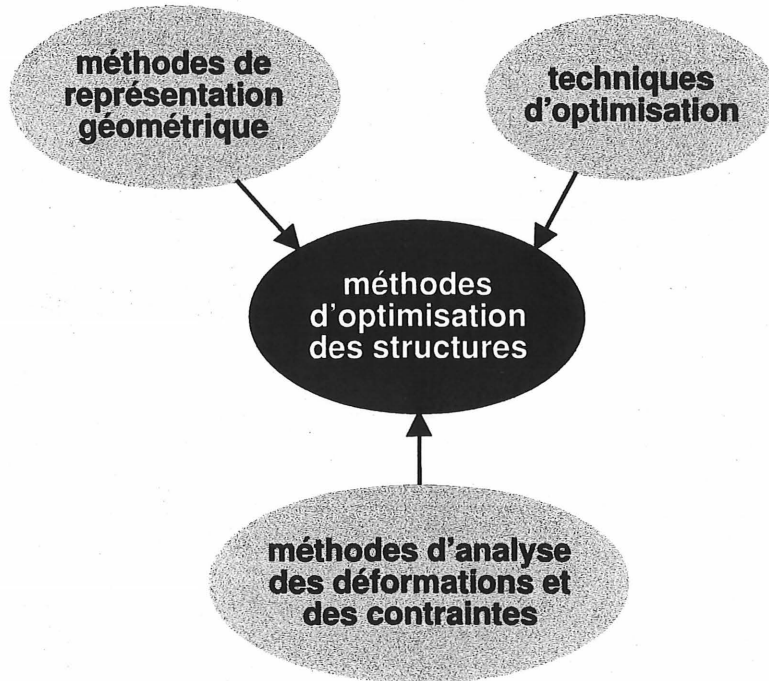 méthodes de
représentation
géométrique
techniques
d'optimisation
méthodes
d'optimisation
des structures
méthodes d'analyse
des déformations et
des contraintes